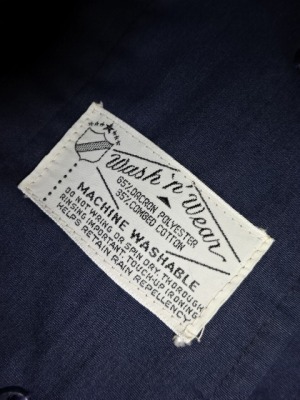 Wash 'n' Wear
65% DACRON POLYESTER
35% COMBED COTTON
MACHINE WASHABLE
DO NOT WRING OR SPIN DRY. THOROUGH
RINSING IMPORTANT TOUCH-UP IRONING
HELPS RETAIN RAIN REPELLENCY